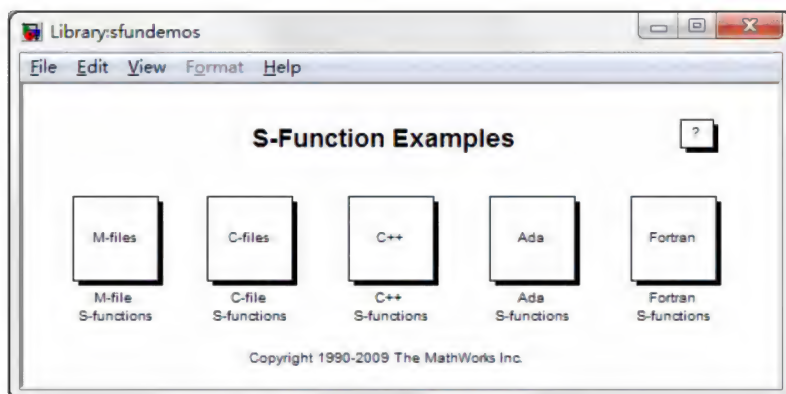 Library:sfundemos
File Edit View Format Help
S-Function Examples
?
M-files C-files C++ Ada Fortran
M-file C-file C++ Ada Fortran
S-functions S-functions S-functions S-functions S-functions
Copyright 1990-2009 The MathWorks Inc.